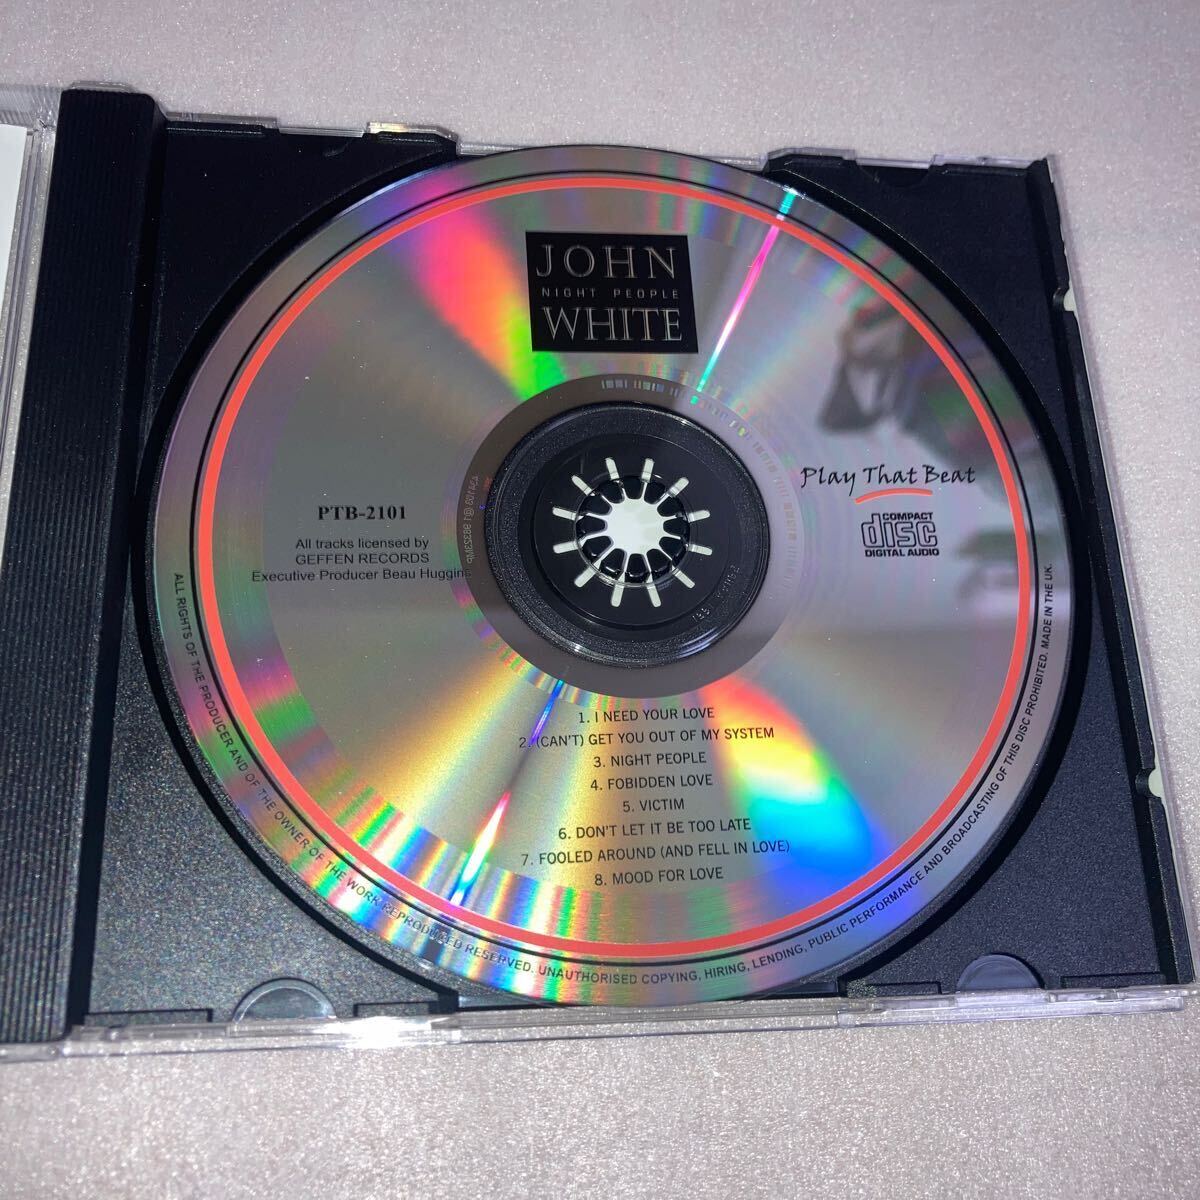 JOHN
NIGHT PEOPLE
WHITE
Play That Beat
COMPACT
disc
DIGITAL AUDIO
PTB-2101
All tracks licensed by
GEFFEN RECORDS
Executive Producer Beau Huggins
1. I NEED YOUR LOVE
2. (CAN'T) GET YOU OUT OF MY SYSTEM
3. NIGHT PEOPLE
4. FOBIDDEN LOVE
5. VICTIM
6. DON'T LET IT BE TOO LATE
7. FOOLED AROUND (AND FELL IN LOVE)
8. MOOD FOR LOVE
ALL RIGHTS OF THE PRODUCER AND OF THE OWNER OF THE WORK REPRODUCED RESERVED. UNAUTHORISED COPYING, HIRING, LENDING, PUBLIC PERFORMANCE AND BROADCASTING OF THIS DISC PROHIBITED. MADE IN THE UK.